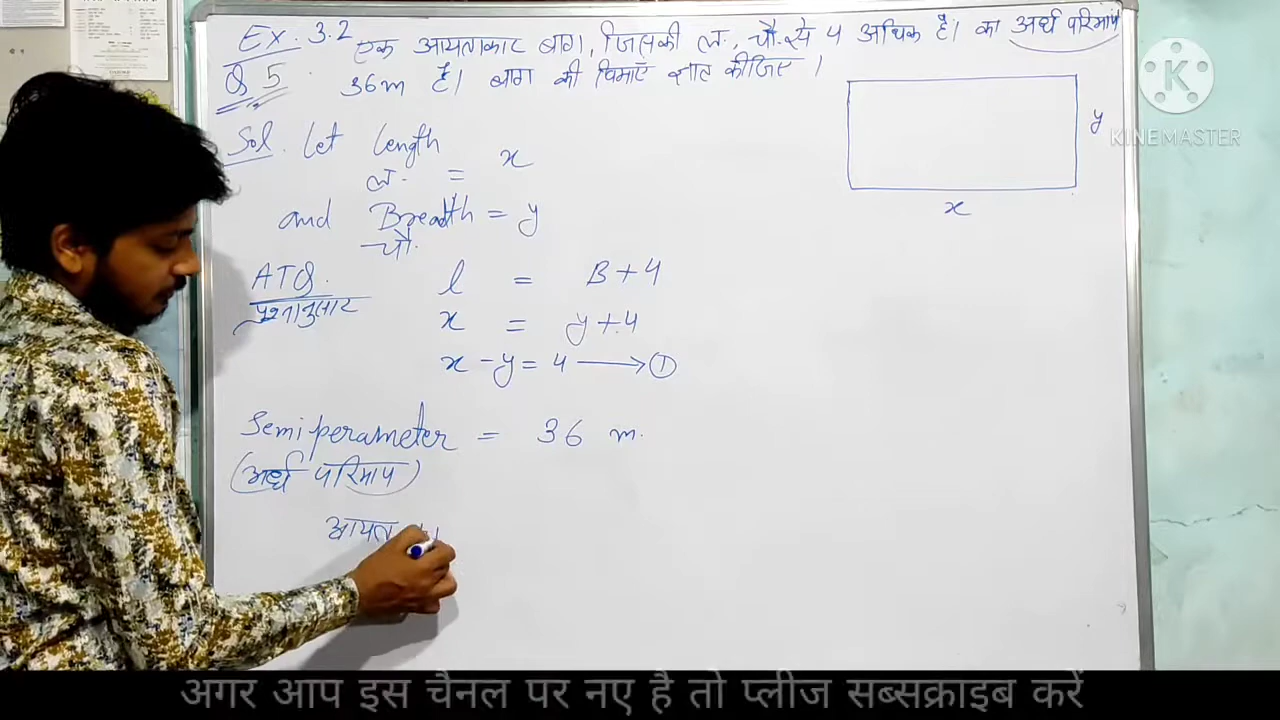 Ex. 3.2 एक आयताकार बाग, जिसकी ल., चौ. से 4 अधिक है। का अर्ध परिमाप
Q 5 36m है। बाग की विमाएँ ज्ञात कीजिए।
Sol. Let length = x
ल.
and Breadth = y
चौ.
ATQ. l = B + 4
प्रश्नानुसार x = y + 4
x - y = 4 → ①
Semiperameter = 36 m.
(अर्ध परिमाप)
आयत
y
x
K
KINEMASTER
अगर आप इस चैनल पर नए है तो प्लीज सब्सक्राइब करें